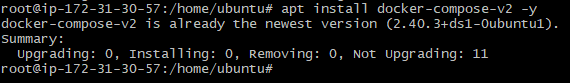 root@ip-172-31-30-57:/home/ubuntu# apt install docker-compose-v2 -y
docker-compose-v2 is already the newest version (2.40.3+ds1-0ubuntu1).
Summary:
  Upgrading: 0, Installing: 0, Removing: 0, Not Upgrading: 11
root@ip-172-31-30-57:/home/ubuntu#